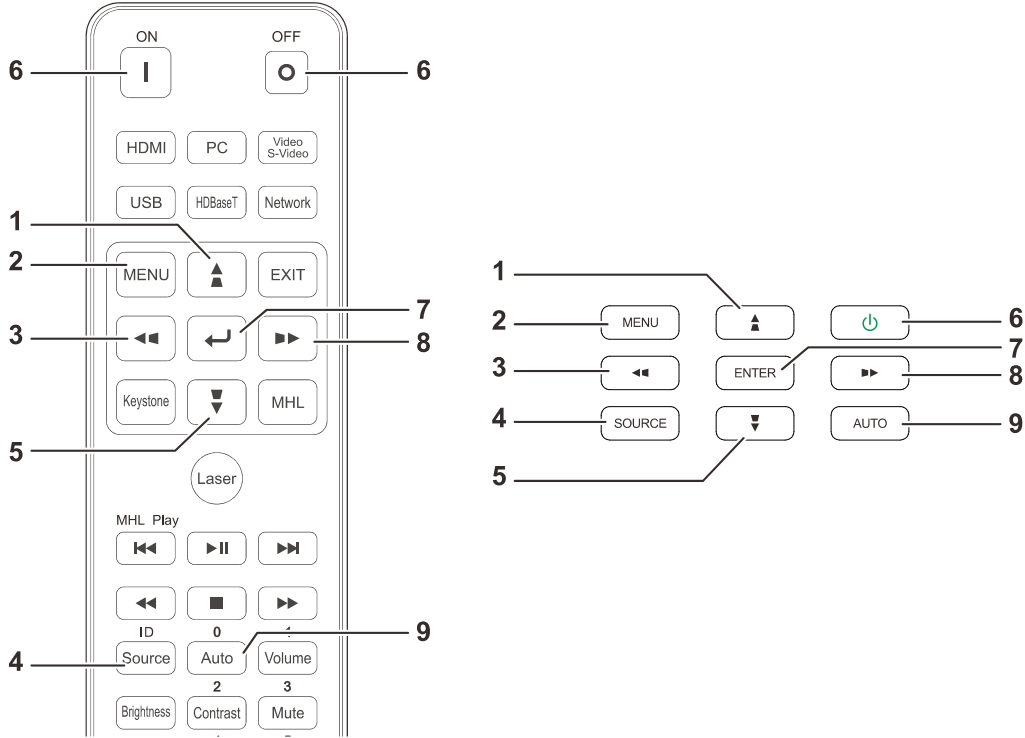 ON OFF
6 6
HDMI PC Video
S-Video
USB HDBaseT Network
1
2 MENU EXIT
7
3 8
Keystone MHL
5
Laser
MHL Play
ID 0
9
4 Source Auto Volume
2 3
Brightness Contrast Mute
1
2 MENU 6
7
3 ENTER 8
4 SOURCE AUTO 9
5